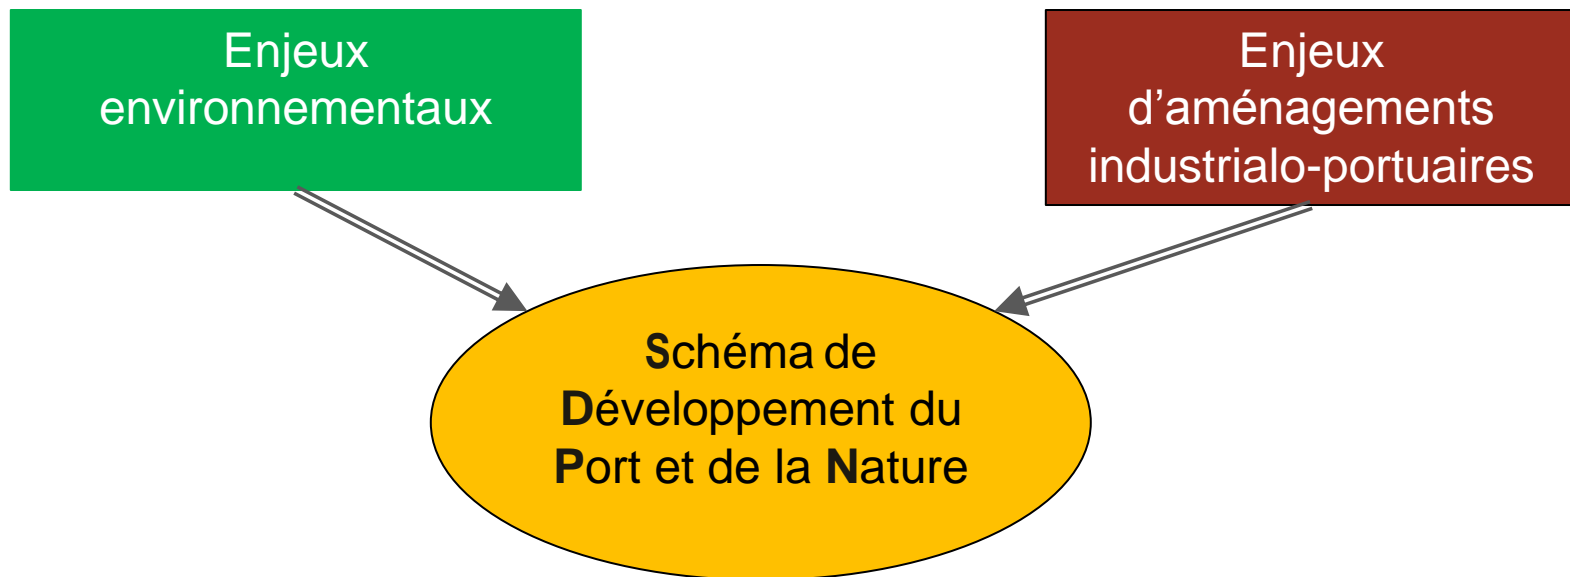 Enjeux
environnementaux
Enjeux
d’aménagements
industrialo-portuaires
Schéma de
Développement du
Port et de la Nature